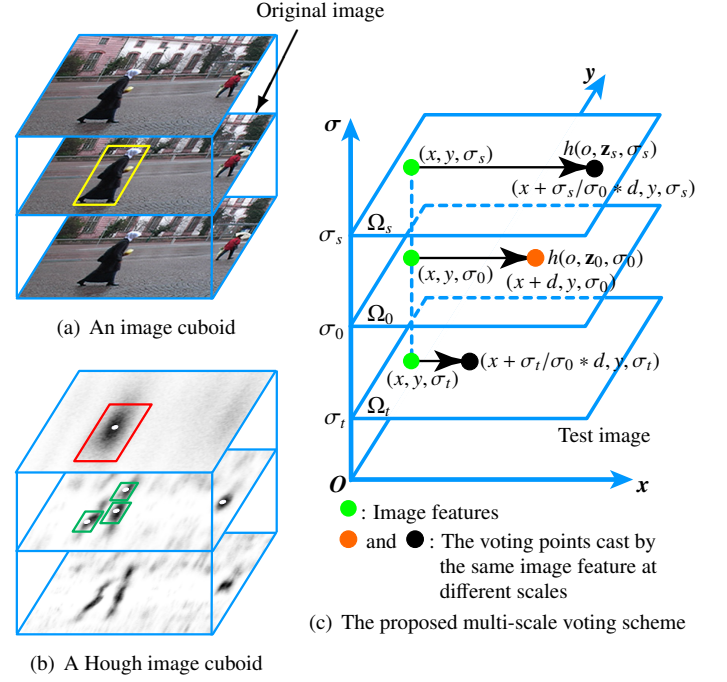 Original image
(a) An image cuboid
(b) A Hough image cuboid
y
σ
(x, y, σ_s)
h(o, z_s, σ_s)
(x + σ_s/σ_0 * d, y, σ_s)
σ_s
Ω_s
(x, y, σ_0)
h(o, z_0, σ_0)
(x + d, y, σ_0)
σ_0
Ω_0
(x + σ_t/σ_0 * d, y, σ_t)
(x, y, σ_t)
σ_t
Ω_t
Test image
O
x
: Image features
and : The voting points cast by
the same image feature at
different scales
(c) The proposed multi-scale voting scheme